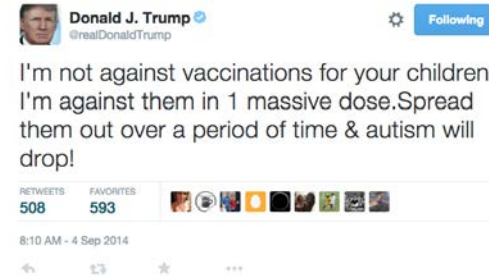 Donald J. Trump
@realDonaldTrump
Following
I'm not against vaccinations for your children
I'm against them in 1 massive dose.Spread
them out over a period of time & autism will
drop!
RETWEETS FAVORITES
508 593
8:10 AM - 4 Sep 2014